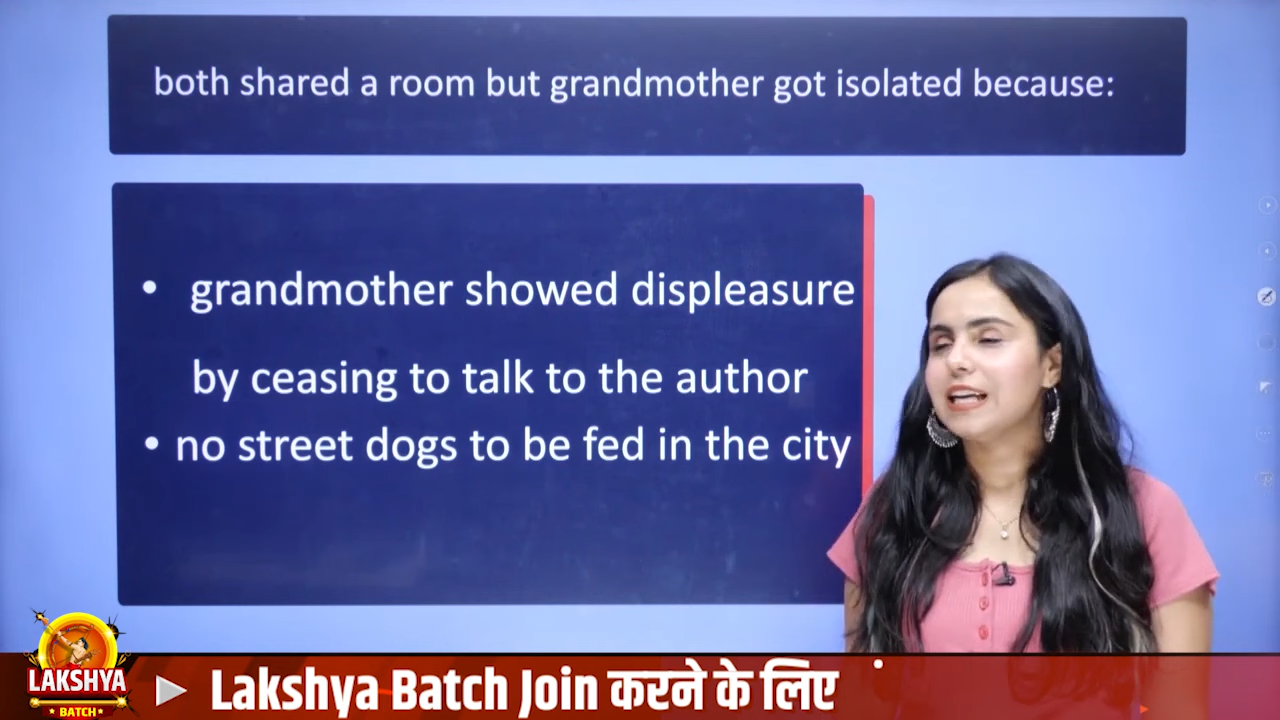 both shared a room but grandmother got isolated because:
• grandmother showed displeasure
by ceasing to talk to the author
• no street dogs to be fed in the city
LAKSHYA
BATCH
Lakshya Batch Join करने के लिए